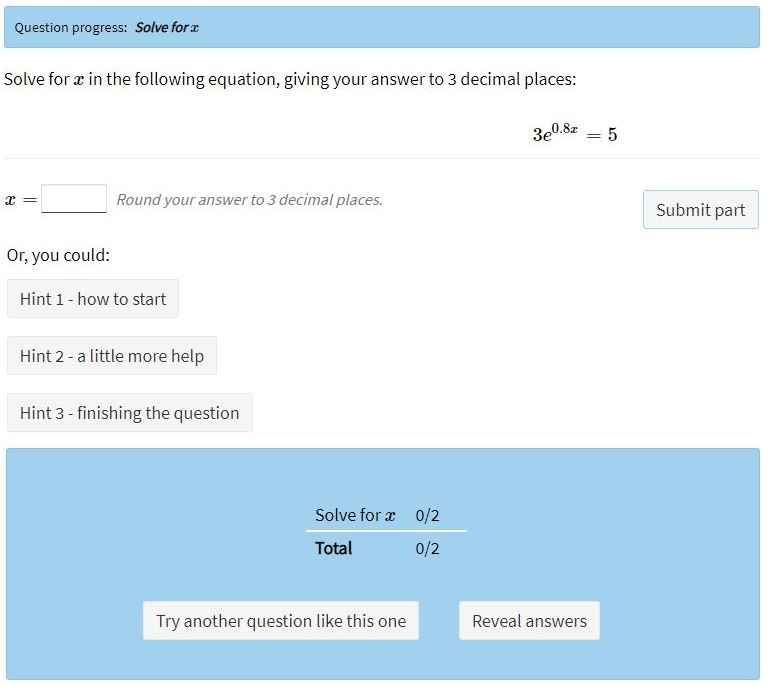 Question progress: Solve for x
Solve for x in the following equation, giving your answer to 3 decimal places:
3e^{0.8x} = 5
x = Round your answer to 3 decimal places.
Submit part
Or, you could:
Hint 1 - how to start
Hint 2 - a little more help
Hint 3 - finishing the question
Solve for x 0/2
Total 0/2
Try another question like this one Reveal answers